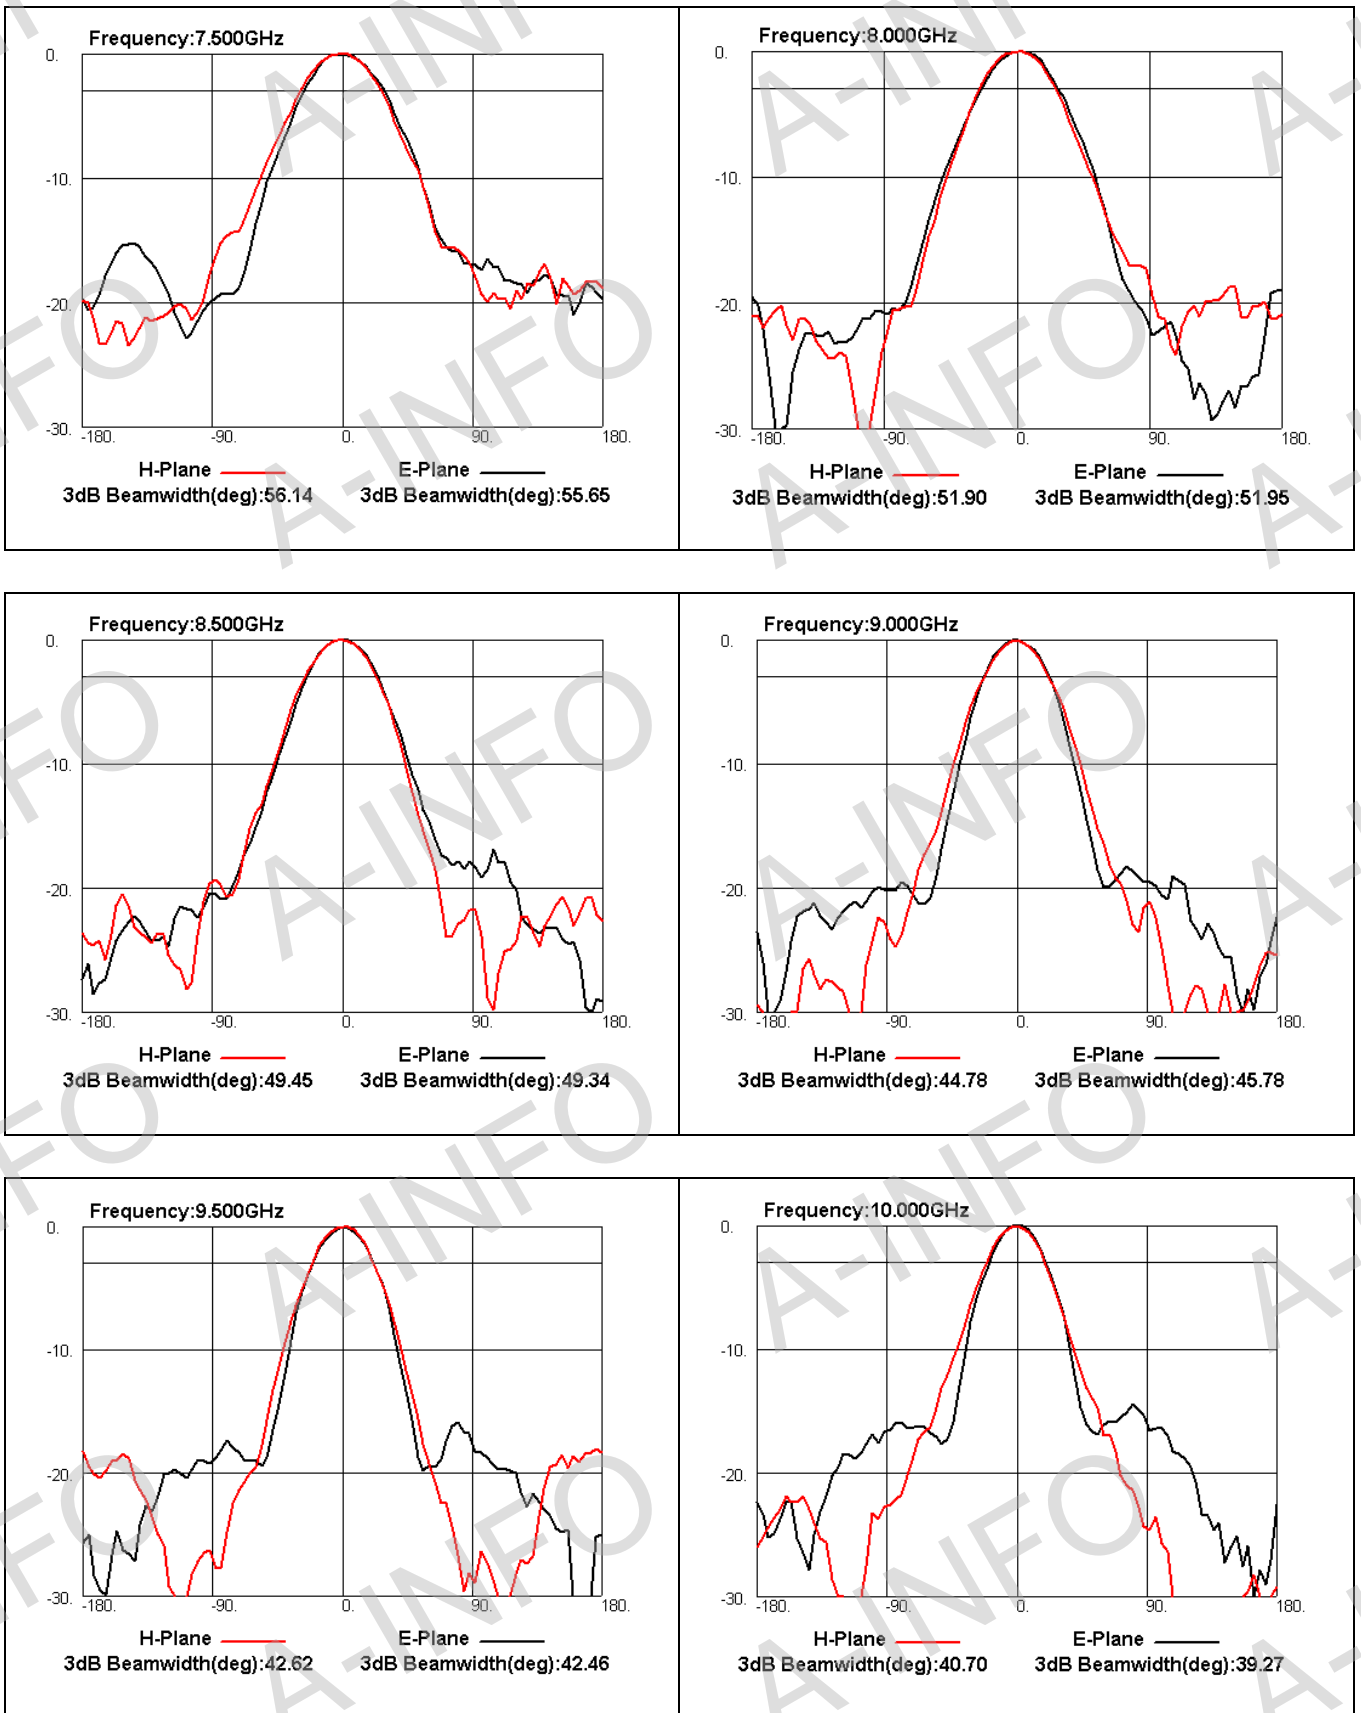 Frequency:7.500GHz
0.
-10.
-20.
-30.
-180.
-90.
0.
90.
180.
H-Plane
E-Plane
3dB Beamwidth(deg):56.14
3dB Beamwidth(deg):55.65
Frequency:8.000GHz
0.
-10.
-20.
-30.
-180.
-90.
0.
90.
180.
H-Plane
E-Plane
3dB Beamwidth(deg):51.90
3dB Beamwidth(deg):51.95
Frequency:8.500GHz
0.
-10.
-20.
-30.
-180.
-90.
0.
90.
180.
H-Plane
E-Plane
3dB Beamwidth(deg):49.45
3dB Beamwidth(deg):49.34
Frequency:9.000GHz
0.
-10.
-20.
-30.
-180.
-90.
0.
90.
180.
H-Plane
E-Plane
3dB Beamwidth(deg):44.78
3dB Beamwidth(deg):45.78
Frequency:9.500GHz
0.
-10.
-20.
-30.
-180.
-90.
0.
90.
180.
H-Plane
E-Plane
3dB Beamwidth(deg):42.62
3dB Beamwidth(deg):42.46
Frequency:10.000GHz
0.
-10.
-20.
-30.
-180.
-90.
0.
90.
180.
H-Plane
E-Plane
3dB Beamwidth(deg):40.70
3dB Beamwidth(deg):39.27
A-INFO
A-INFO
A-INFO
A-INFO
A-INFO
A-INFO
A-INFO
A-INFO